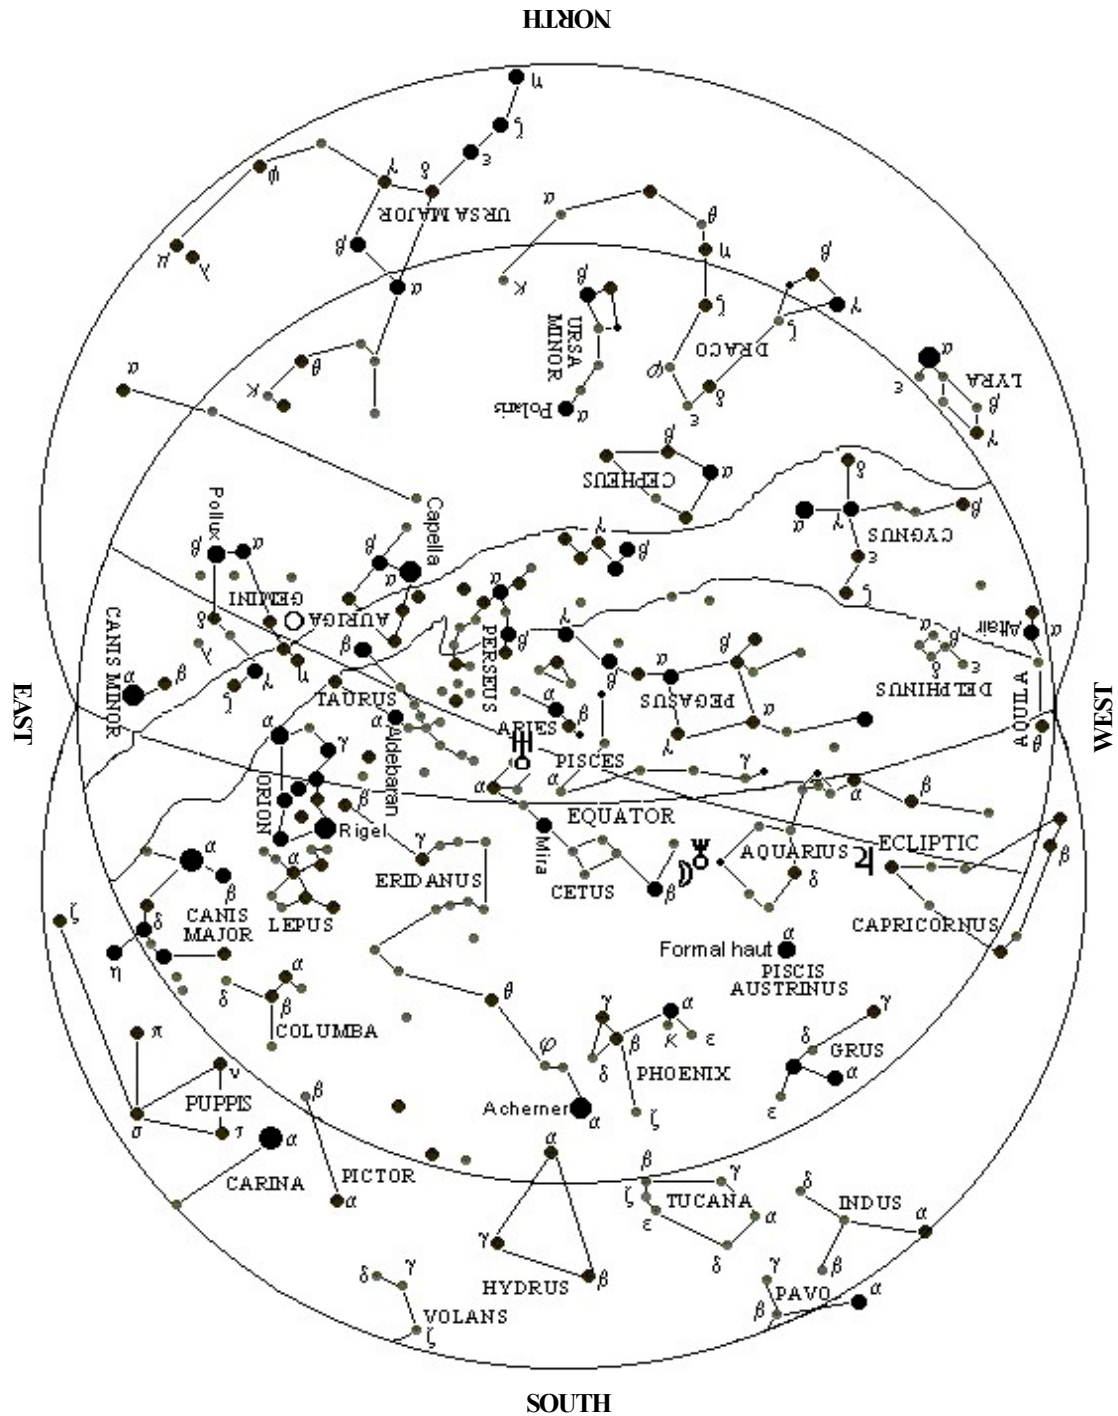 NORTH
η
ζ
ε
φ
γ
δ
URSA MAJOR
α
θ
μ
λ
β
η
α
κ
β
β
URSA
MINOR
ζ
γ
ζ
DRACO
α
LYRA
θ
φ
δ
ε
β
κ
ε
γ
α
Polaris
α
β
CEPHEUS
α
δ
Pollux
Capella
α
γ
β
CYGNUS
β
α
β
γ
β
ε
α
α
ζ
GEMINI
AURIGA
δ
CANIS MINOR
β
γ
PERSEUS
β
α
Altair
α
β
δ
ε
DELPHINUS
λ
γ
η
θ
α
β
α
β
ζ
TAURUS
α
PEGASUS
EAST
WEST
α
Aldebaran
ARIES
β
γ
α
AQUILA
θ
γ
PISCES
α
α
γ
ORION
β
EQUATOR
α
β
Rigel
γ
Mira
ECLIPTIC
α
α
ERIDANUS
AQUARIUS
β
β
CETUS
β
δ
ζ
CANIS
MAJOR
LEPUS
CAPRICORNUS
δ
η
Formal haut
α
PISCIS
AUSTRINUS
δ
α
β
θ
COLUMBA
γ
α
γ
π
κ
ε
δ
GRUS
β
φ
δ
PHOENIX
α
ν
β
PUPPIS
Acherner
α
ζ
ε
σ
τ
α
α
CARINA
PICTOR
β
γ
δ
α
ζ
TUCANA
INDUS
ε
α
γ
δ
α
δ
γ
HYDRUS
β
γ
β
PAVO
α
VOLANS
β
ζ
SOUTH